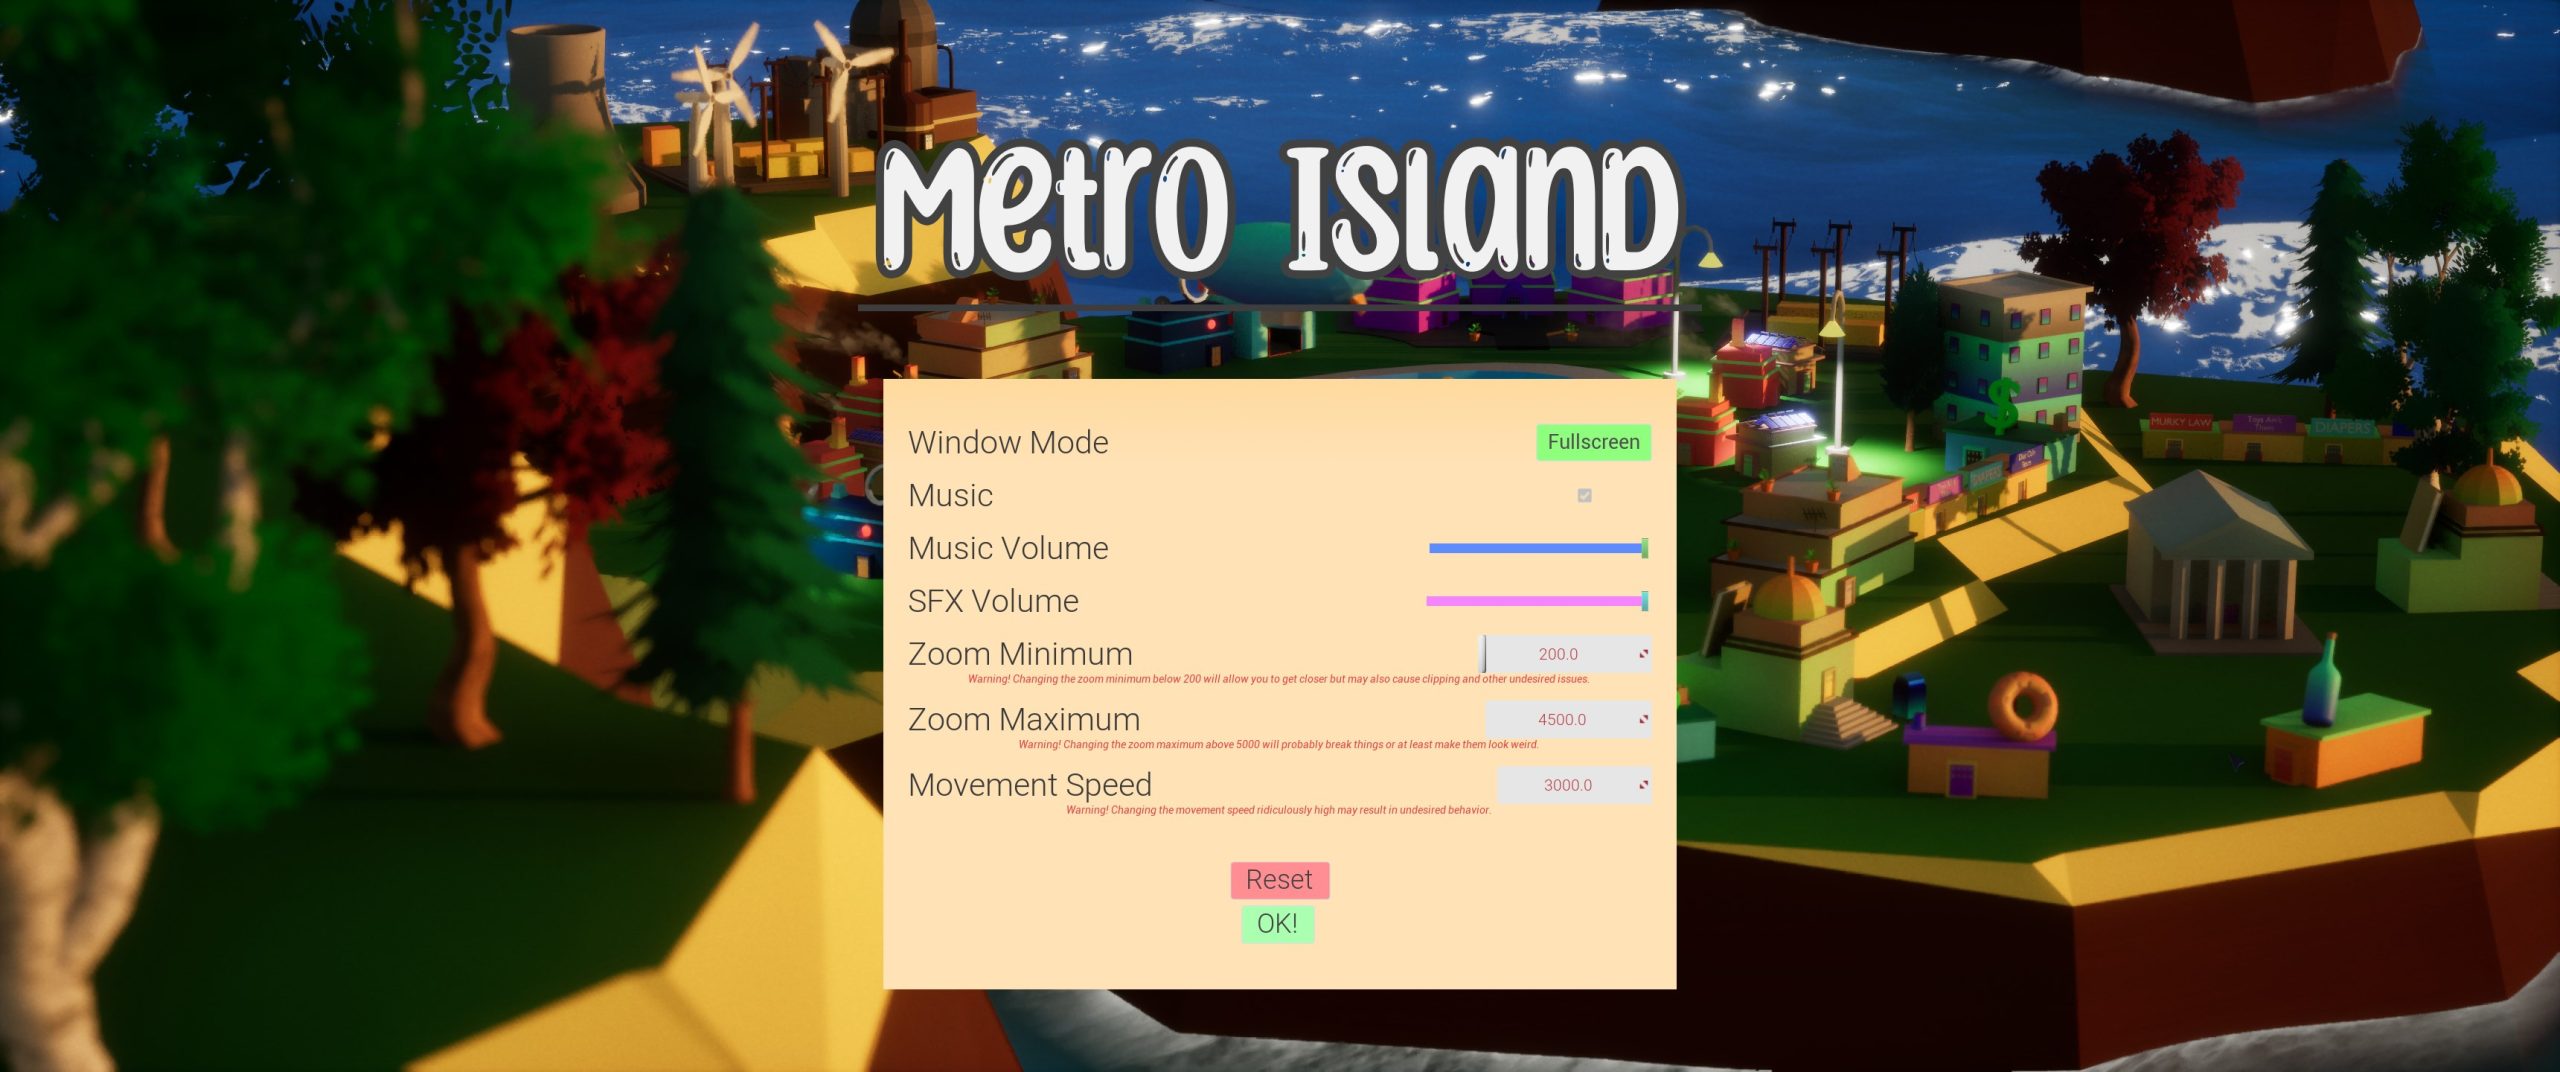 Metro Island
Window Mode
Fullscreen
Music
Music Volume
SFX Volume
Zoom Minimum
200.0
Warning! Changing the zoom minimum below 200 will allow you to get closer but may also cause clipping and other undesired issues.
Zoom Maximum
4500.0
Warning! Changing the zoom maximum above 5000 will probably break things or at least make them look weird.
Movement Speed
3000.0
Warning! Changing the movement speed ridiculously high may result in undesired behavior.
Reset
OK!
$
MURKY LAW
DIAPERS
DIAPERS